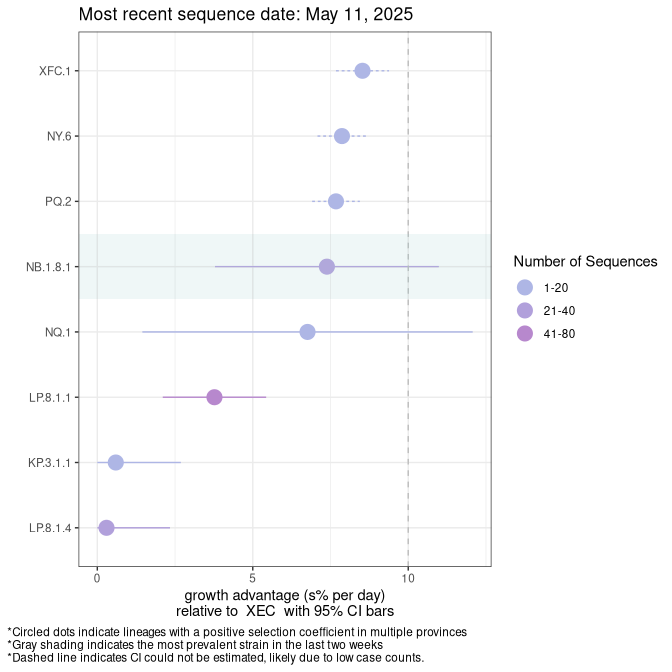 Most recent sequence date: May 11, 2025
XFC.1
NY.6
PQ.2
NB.1.8.1
NQ.1
LP.8.1.1
KP.3.1.1
LP.8.1.4
0 5 10
growth advantage (s% per day)
relative to XEC with 95% CI bars
Number of Sequences
1-20
21-40
41-80
*Circled dots indicate lineages with a positive selection coefficient in multiple provinces
*Gray shading indicates the most prevalent strain in the last two weeks
*Dashed line indicates CI could not be estimated, likely due to low case counts.